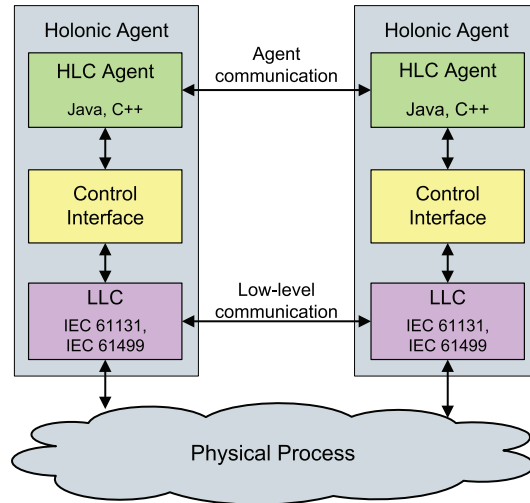 Holonic Agent
HLC Agent
Java, C++
Control
Interface
LLC
IEC 61131,
IEC 61499
Agent
communication
Low-level
communication
Holonic Agent
HLC Agent
Java, C++
Control
Interface
LLC
IEC 61131,
IEC 61499
Physical Process